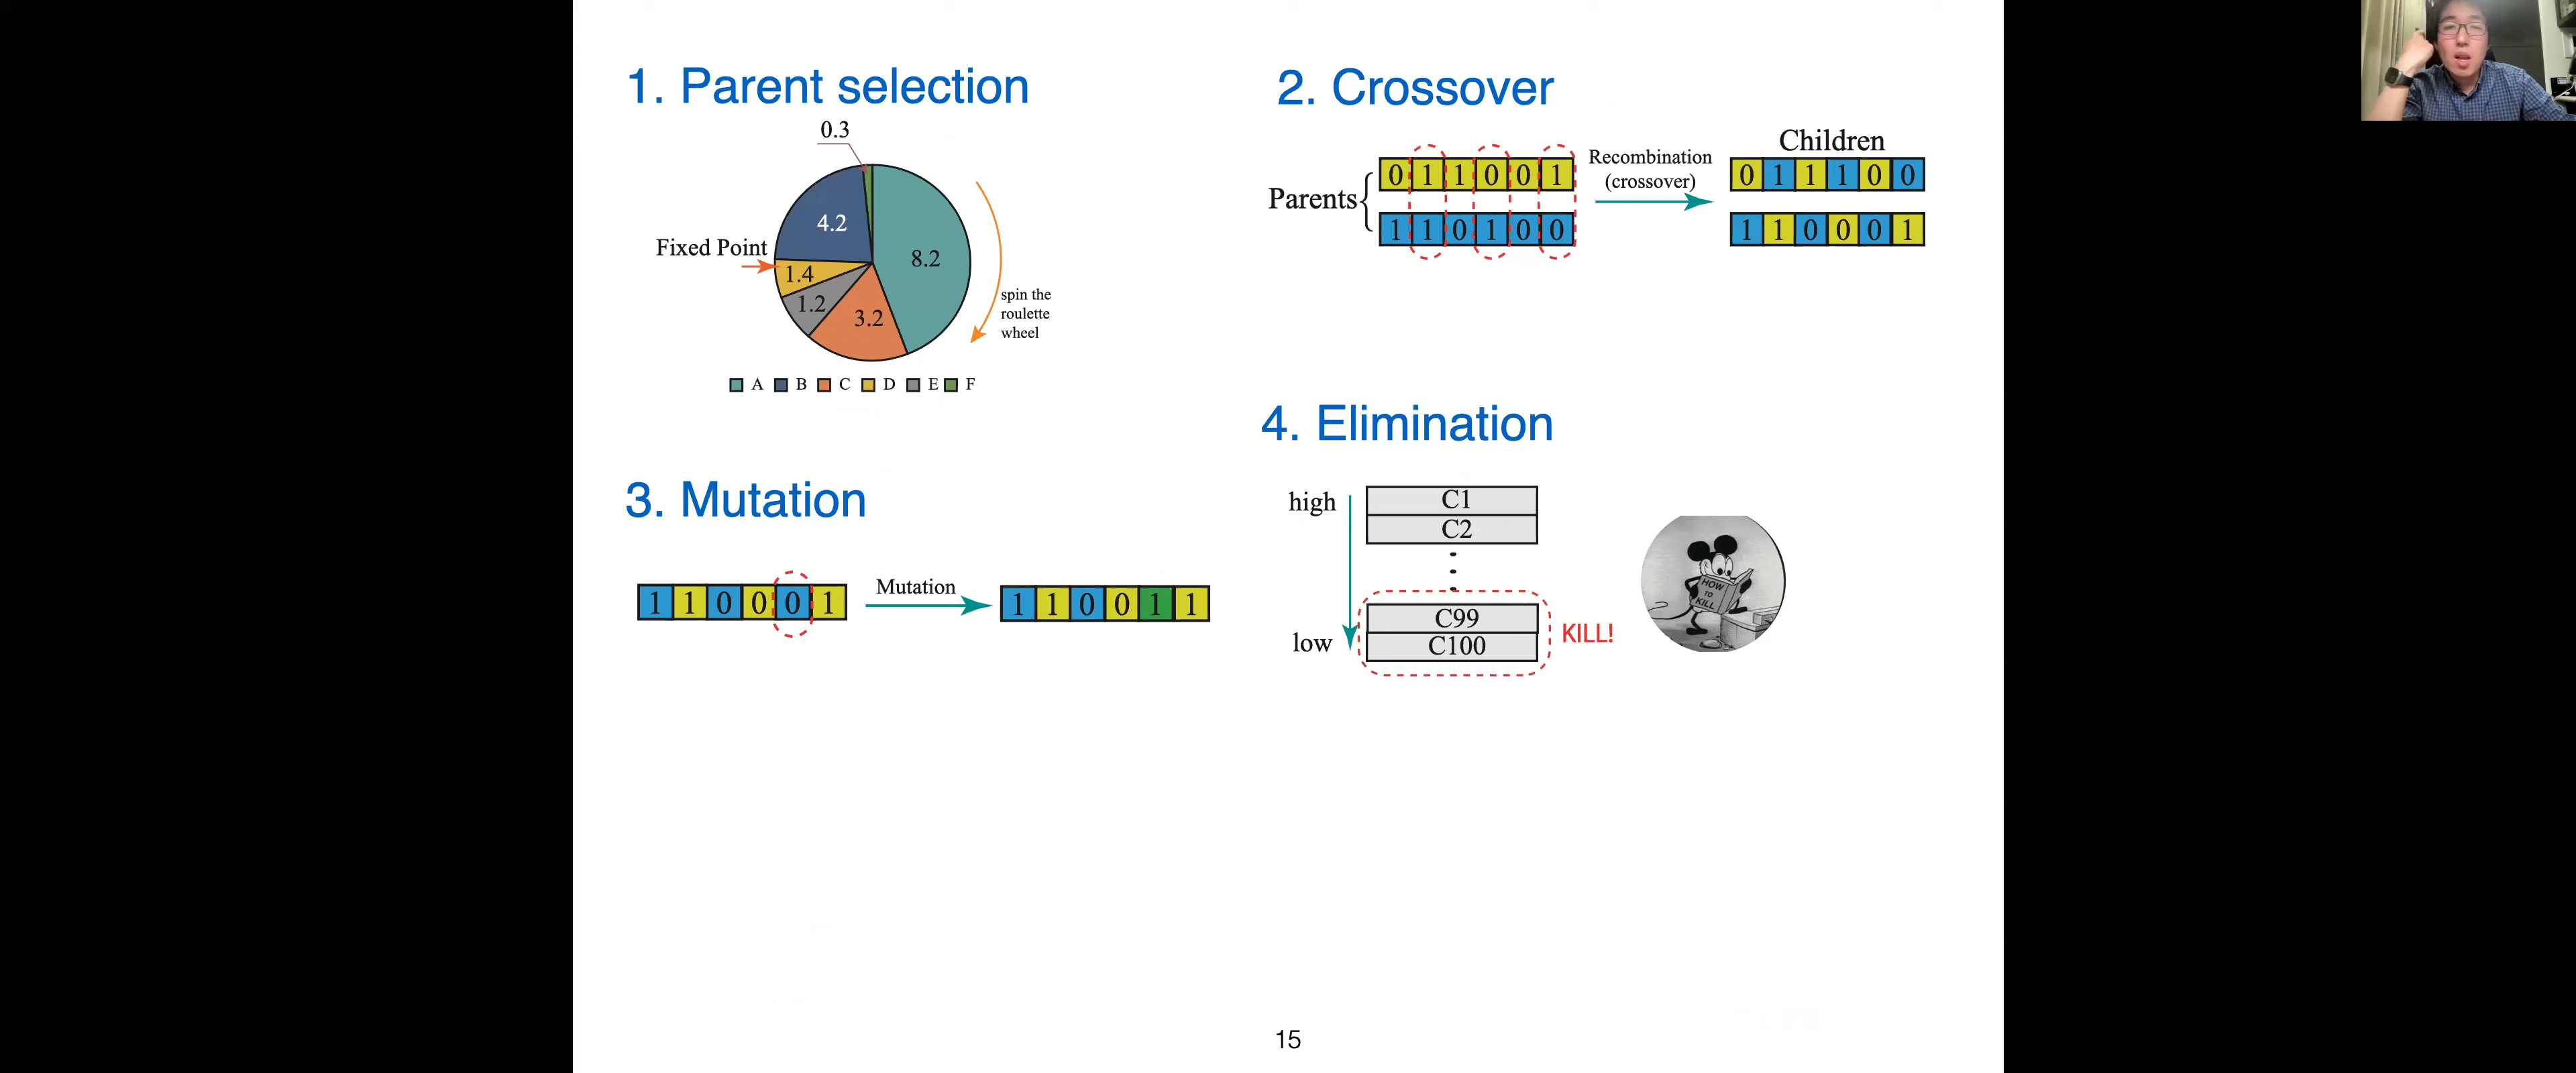 1. Parent selection
0.3
4.2
8.2
Fixed Point
1.4
1.2
3.2
spin the
roulette
wheel
A B C D E F
2. Crossover
Children
Parents
0 1 1 0 0 1
1 1 0 1 0 0
Recombination
(crossover)
0 1 1 1 0 0
1 1 0 0 0 1
3. Mutation
1 1 0 0 0 1
Mutation
1 1 0 0 1 1
4. Elimination
high
low
C1
C2
C99
C100
KILL!
HOW
TO
KILL
15